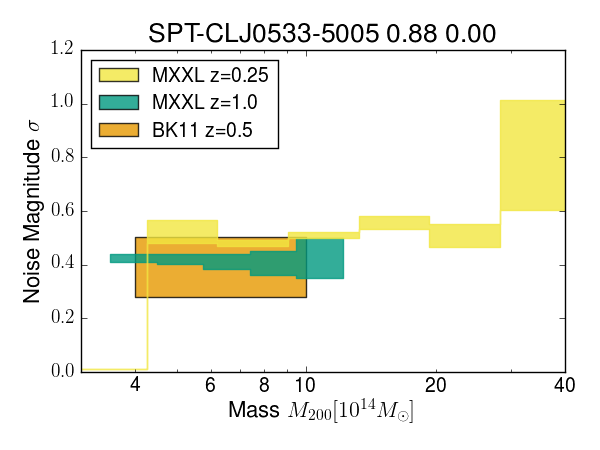 SPT-CLJ0533-5005 0.88 0.00
1.2
1.0
0.8
0.6
0.4
0.2
0.0
Noise Magnitude σ
MXXL z=0.25
MXXL z=1.0
BK11 z=0.5
4 6 8 10 20 40
Mass M₂₀₀[10¹⁴M☉]